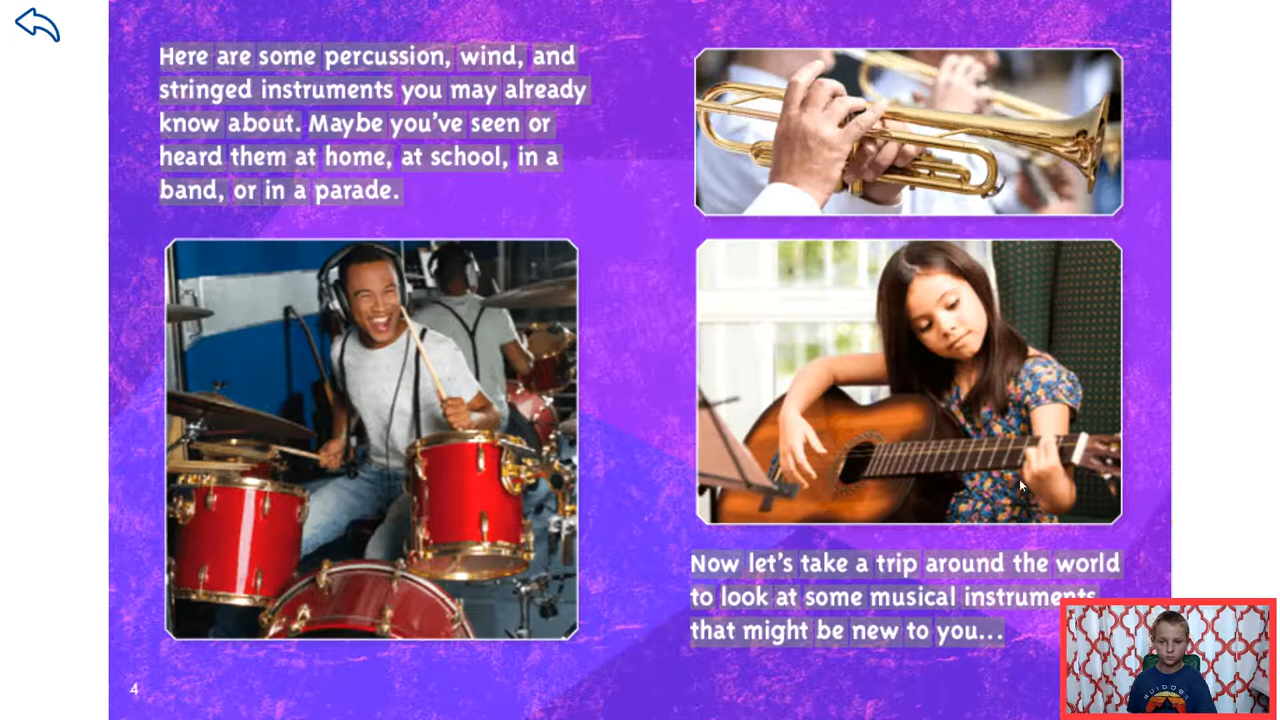 Here are some percussion, wind, and
stringed instruments you may already
know about. Maybe you've seen or
heard them at home, at school, in a
band, or in a parade.
Now let's take a trip around the world
to look at some musical instruments
that might be new to you...
4